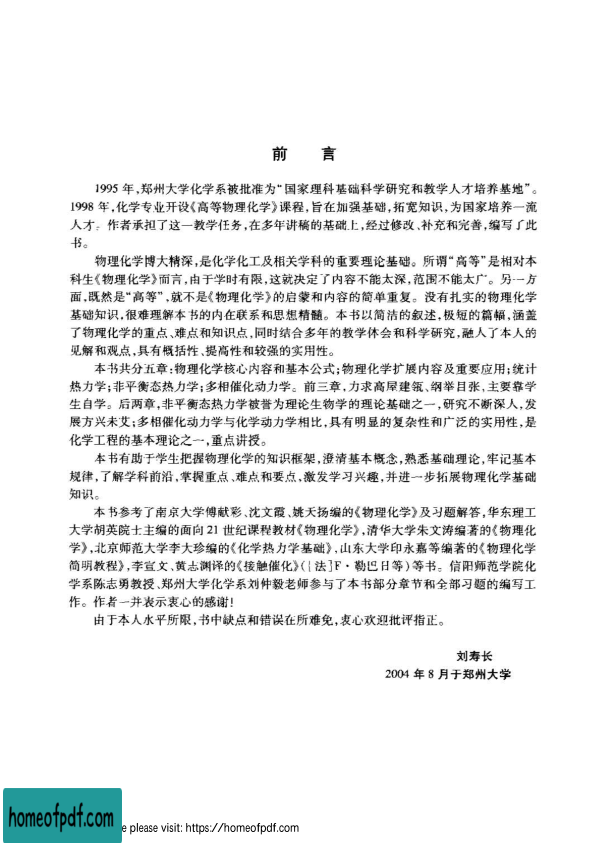 前　言
1995 年,郑州大学化学系被批准为“国家理科基础科学研究和教学人才培养基地”。
1998 年,化学专业开设《高等物理化学》课程,旨在加强基础,拓宽知识,为国家培养一流
人才。作者承担了这一教学任务,在多年讲稿的基础上,经过修改、补充和完善,编写了此
书。
物理化学博大精深,是化学化工及相关学科的重要理论基础。所谓“高等”是相对本
科生《物理化学》而言,由于学时有限,这就决定了内容不能太深,范围不能太广。另一方
面,既然是“高等”,就不是《物理化学》的启蒙和内容的简单重复。没有扎实的物理化学
基础知识,很难理解本书的内在联系和思想精髓。本书以简洁的叙述,极短的篇幅,涵盖
了物理化学的重点、难点和知识点,同时结合多年的教学体会和科学研究,融入了本人的
见解和观点,具有概括性、提高性和较强的实用性。
本书共分五章:物理化学核心内容和基本公式;物理化学扩展内容及重要应用;统计
热力学;非平衡态热力学;多相催化动力学。前三章,力求高屋建瓴、纲举目张,主要靠学
生自学。后两章,非平衡态热力学被誉为理论生物学的理论基础之一,研究不断深入,发
展方兴未艾;多相催化动力学与化学动力学相比,具有明显的复杂性和广泛的实用性,是
化学工程的基本理论之一,重点讲授。
本书有助于学生把握物理化学的知识框架,澄清基本概念,熟悉基础理论,牢记基本
规律,了解学科前沿,掌握重点、难点和要点,激发学习兴趣,并进一步拓展物理化学基础
知识。
本书参考了南京大学傅献彩、沈文霞、姚天扬编的《物理化学》及习题解答,华东理工
大学胡英院士主编的面向 21 世纪课程教材《物理化学》,清华大学朱文涛编著的《物理化
学》,北京师范大学李大珍编的《化学热力学基础》、山东大学印永嘉等编著的《物理化学
简明教程》,李宣文、黄志渊译的《接触催化》([法]F·勒巴日等)等书。信阳师范学院化
学系陈志勇教授、郑州大学化学系刘仲毅老师参与了本书部分章节和全部习题的编写工
作。作者一并表示衷心的感谢!
由于本人水平所限,书中缺点和错误在所难免,衷心欢迎批评指正。
刘寿长
2004 年 8 月于郑州大学
homeofpdf.com
e please visit: https://homeofpdf.com